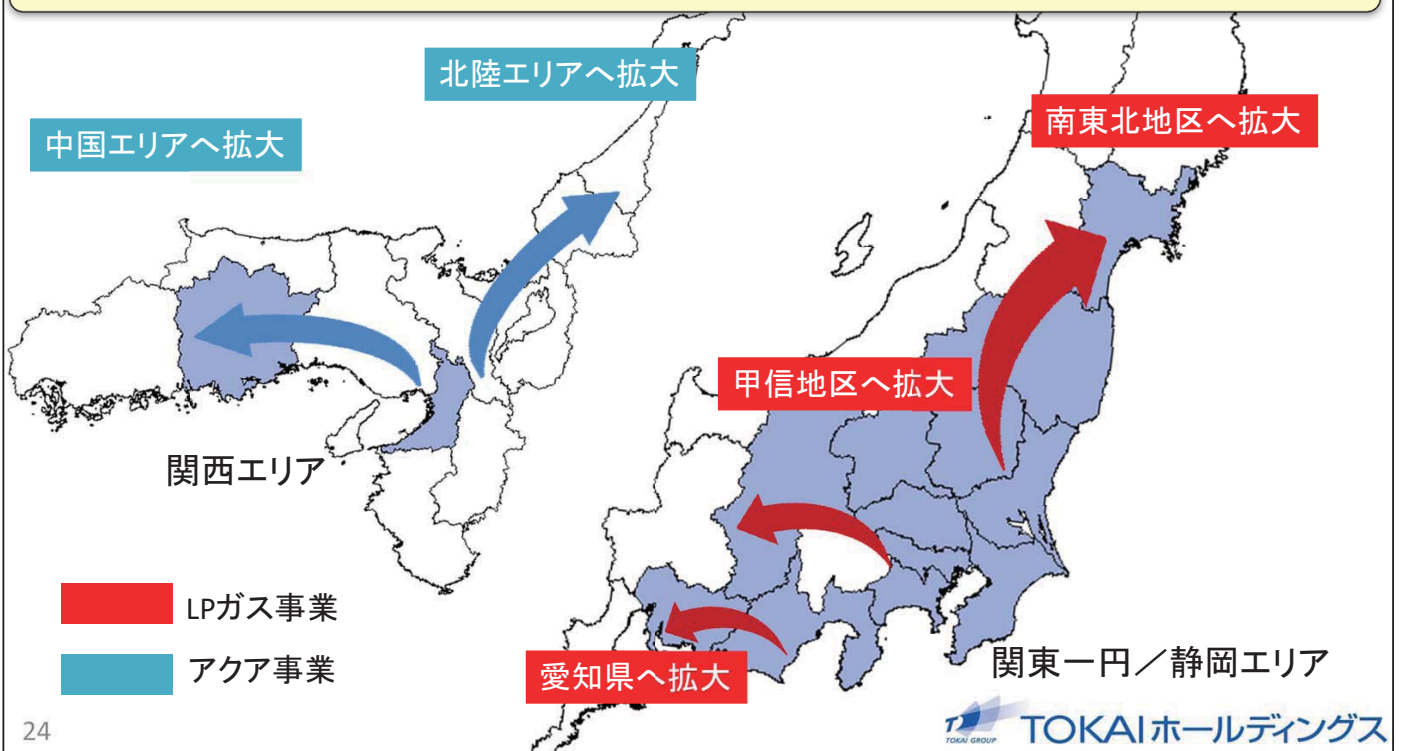 北陸エリアへ拡大
中国エリアへ拡大
南東北地区へ拡大
甲信地区へ拡大
関西エリア
LPガス事業
アクア事業
愛知県へ拡大
関東一円／静岡エリア
24
TOKAI GROUP
TOKAIホールディングス